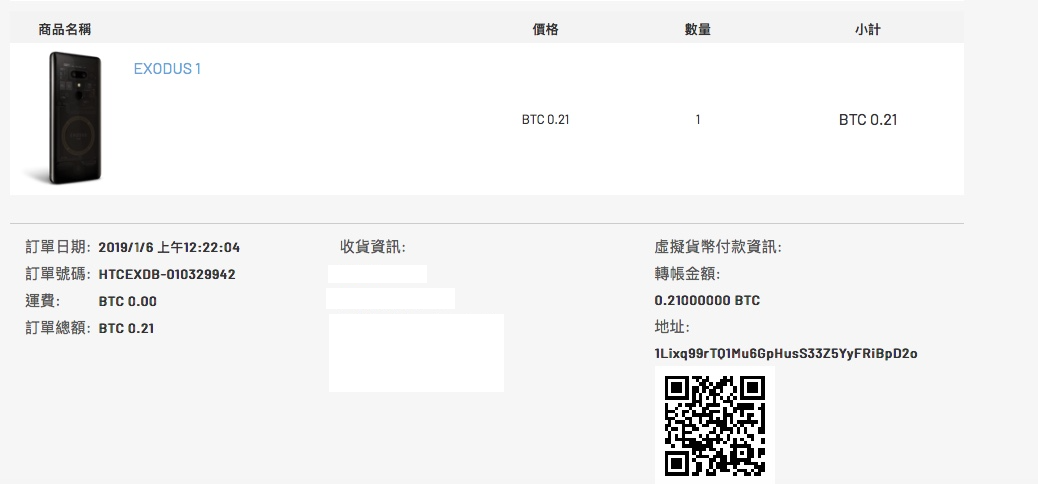 商品名稱 價格 數量 小計
EXODUS 1
BTC 0.21 1 BTC 0.21
訂單日期: 2019/1/6 上午12:22:04
訂單號碼: HTCEXDB-010329942
運費: BTC 0.00
訂單總額: BTC 0.21
收貨資訊:
虛擬貨幣付款資訊:
轉帳金額:
0.21000000 BTC
地址:
1Lixq99rTQ1Mu6GpHusS33Z5YyFRiBpD2o